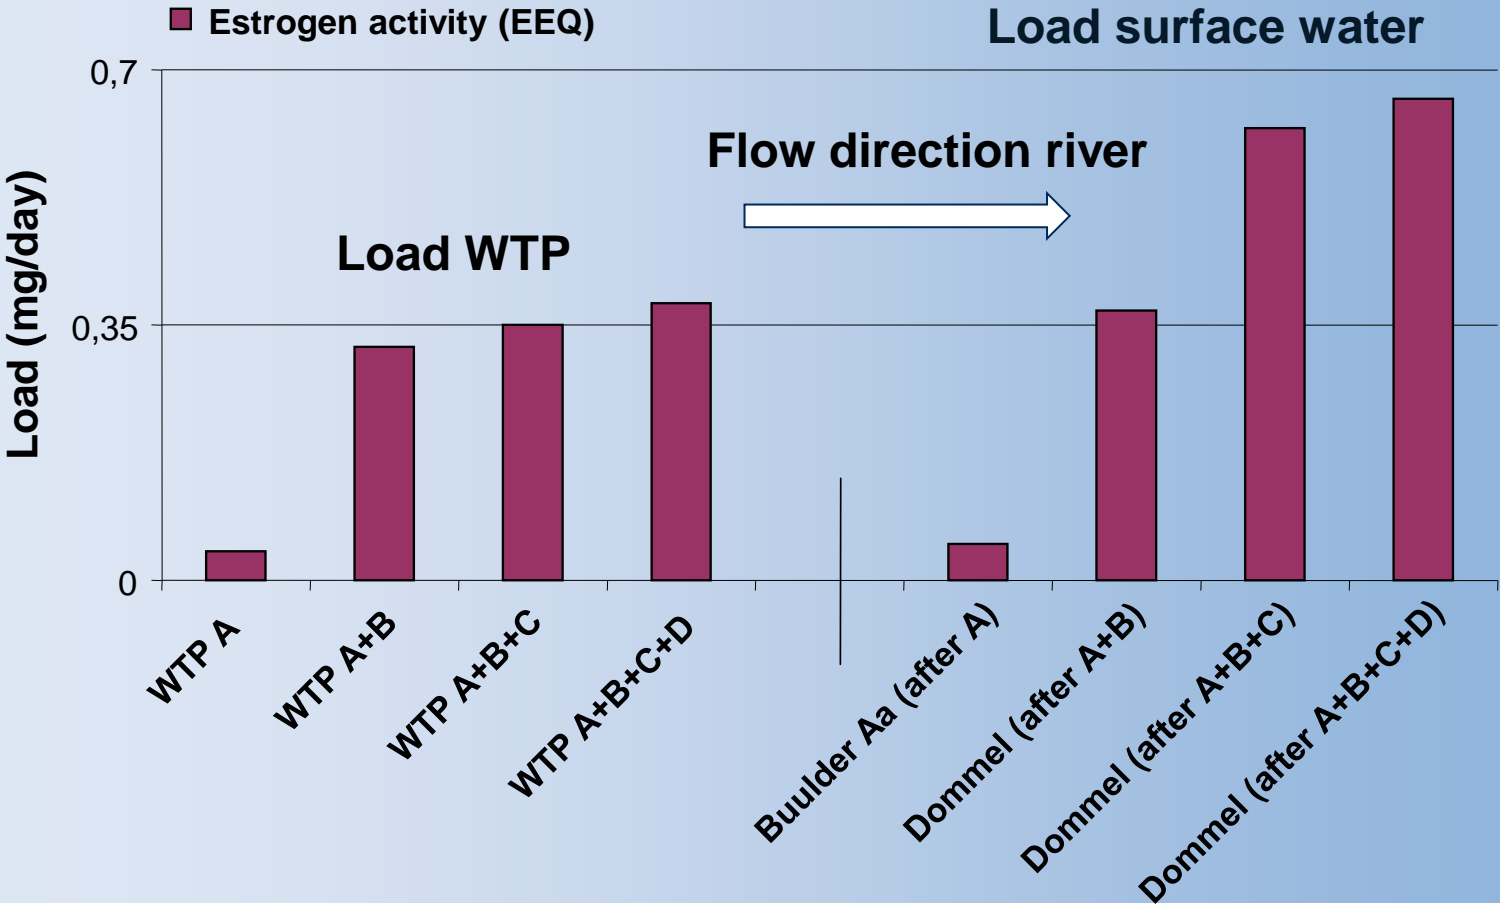 Estrogen activity (EEQ)
Load surface water
0,7
Flow direction river
Load WTP
0,35
Load (mg/day)
0
WTP A
WTP A+B
WTP A+B+C
WTP A+B+C+D
Buulder Aa (after A)
Dommel (after A+B)
Dommel (after A+B+C)
Dommel (after A+B+C+D)